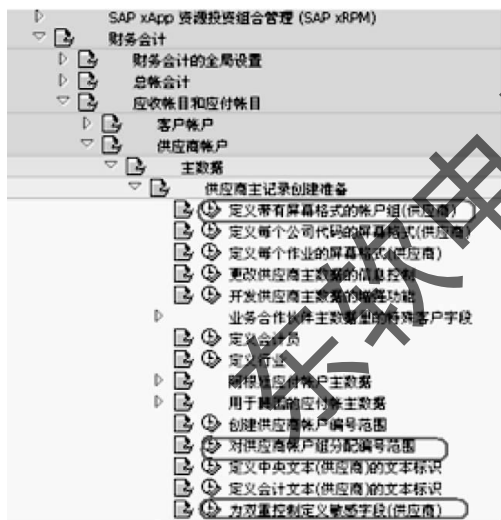 SAP xApp 资源投资组合管理 (SAP xRPM)
财务会计
财务会计的全局设置
总帐会计
应收帐目和应付帐目
客户帐户
供应商帐户
主数据
供应商主记录创建准备
定义带有屏幕格式的帐户组(供应商)
定义每个公司代码的屏幕格式(供应商)
定义每个作业的屏幕格式(供应商)
更改供应商主数据的信息控制
开发供应商主数据的增强功能
业务合作伙伴主数据里的特殊客户字段
定义会计员
定义行业
应付帐户主数据
用于 的应付帐主数据
创建供应商帐户编号范围
对供应商帐户组分配编号范围
定义中央文本(供应商)的文本标识
定义会计文本(供应商)的文本标识
为双重控制定义敏感字段(供应商)
东软电